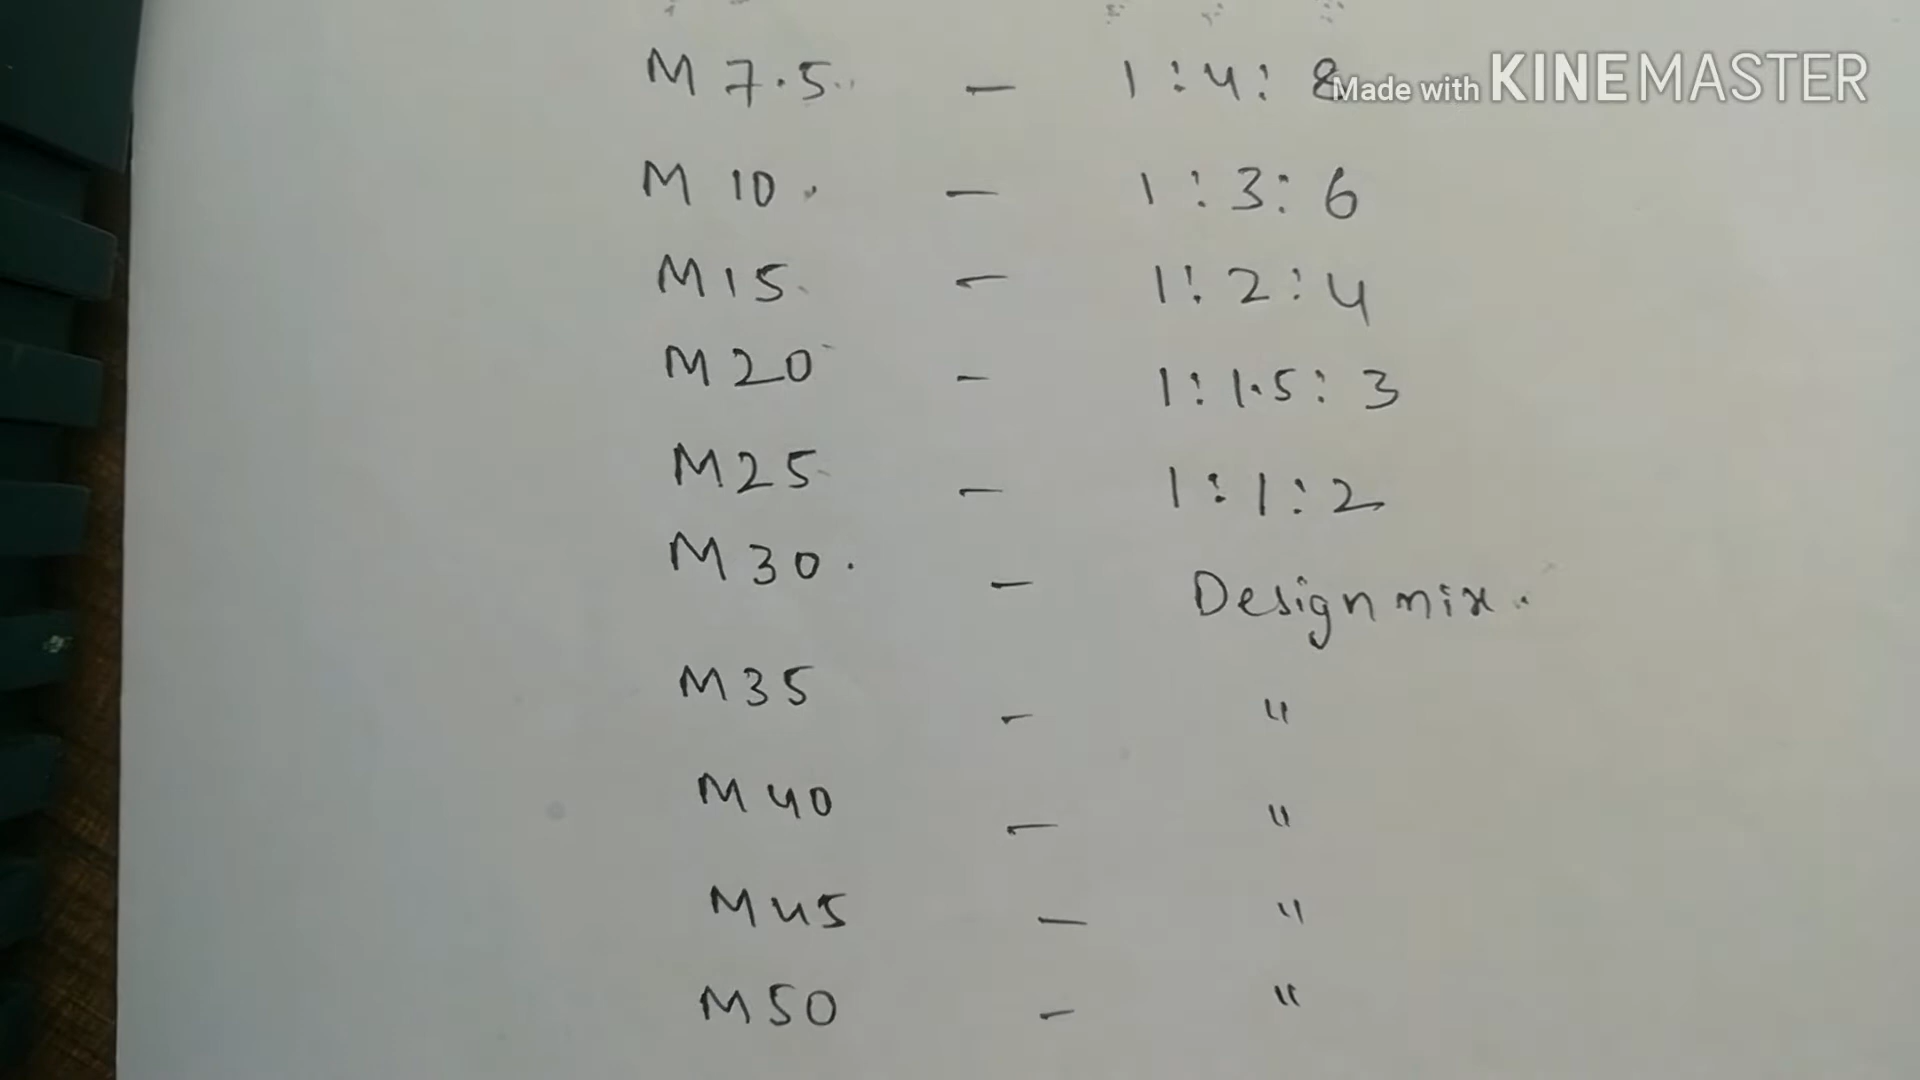 M 7.5 - 1:4:8
Made with KINEMASTER
M 10. - 1:3:6
M15 - 1:2:4
M20 - 1:1.5:3
M25 - 1:1:2
M30. - Design mix.
M35 - "
M40 - "
M45 - "
M50 - "